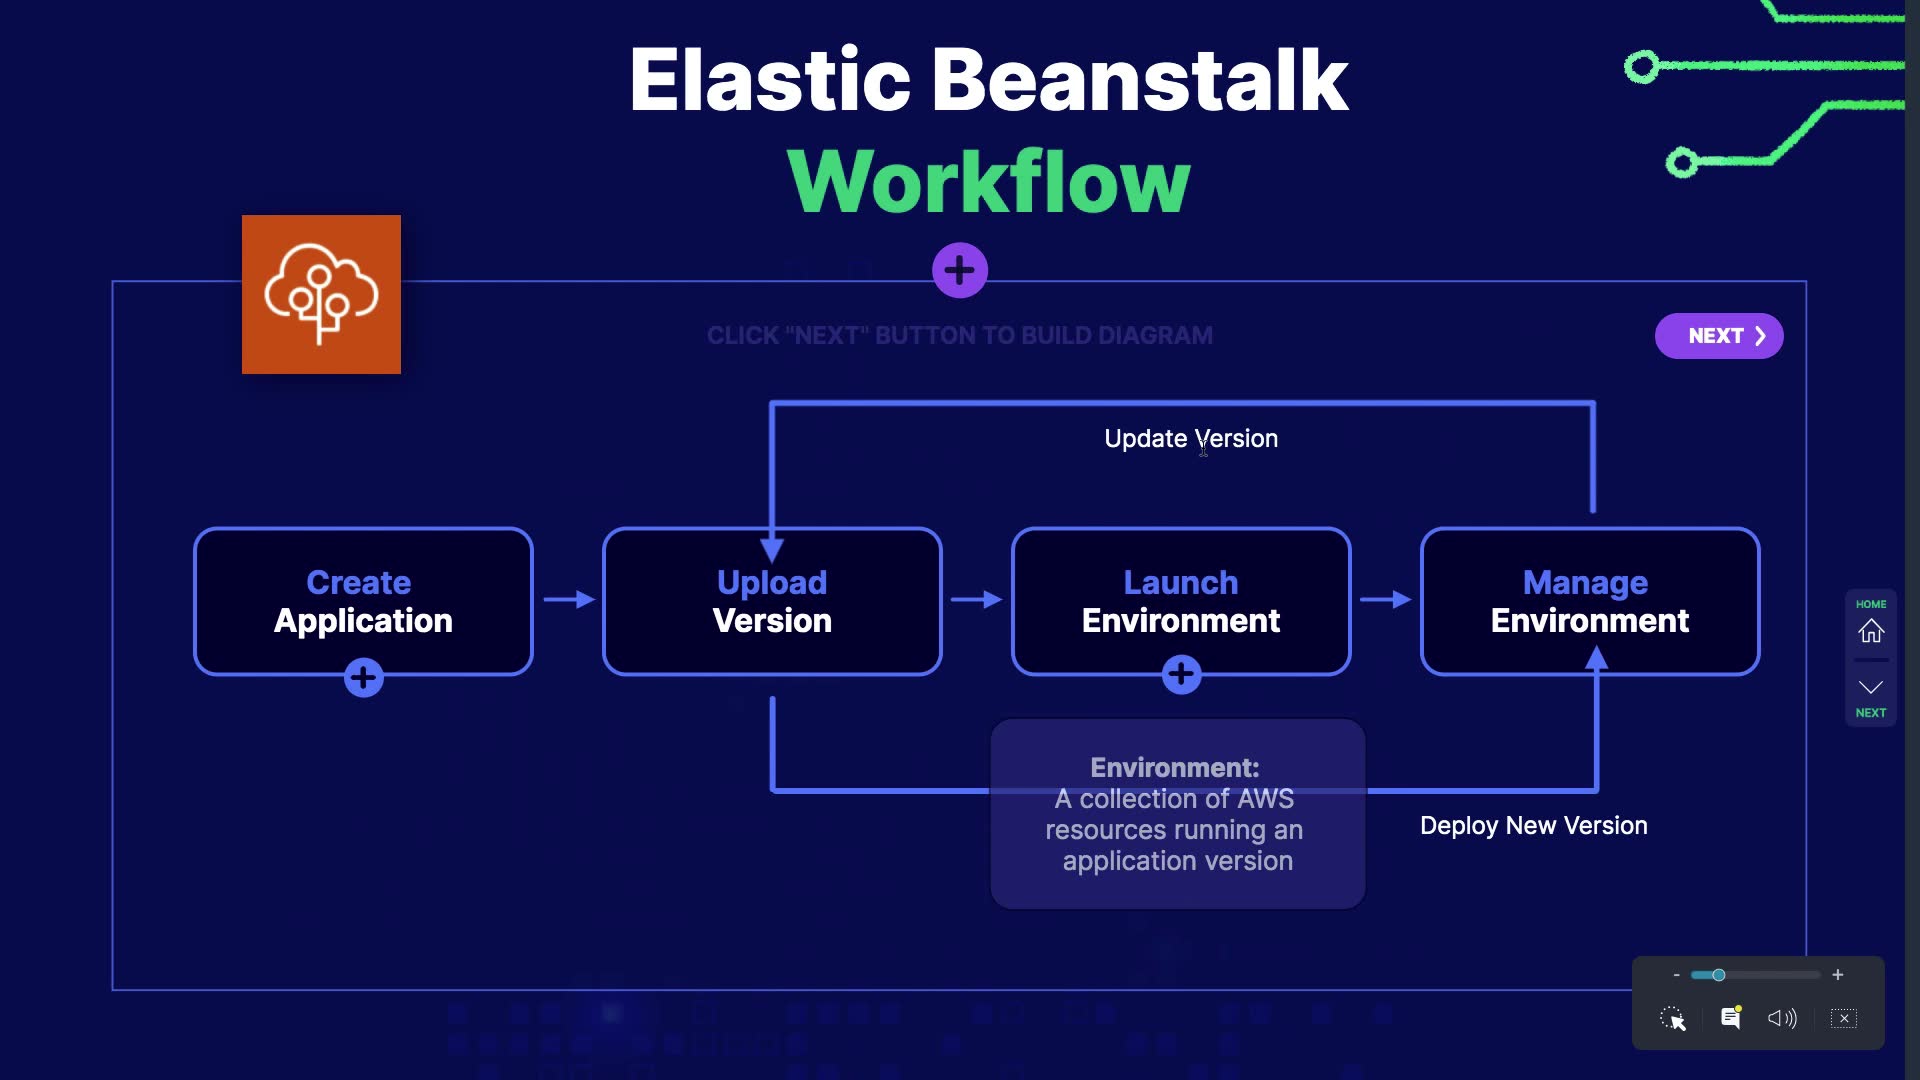 Elastic Beanstalk
Workflow
CLICK "NEXT" BUTTON TO BUILD DIAGRAM
NEXT
Update Version
Create
Application
Upload
Version
Launch
Environment
Manage
Environment
HOME
NEXT
Environment:
A collection of AWS
resources running an
application version
Deploy New Version